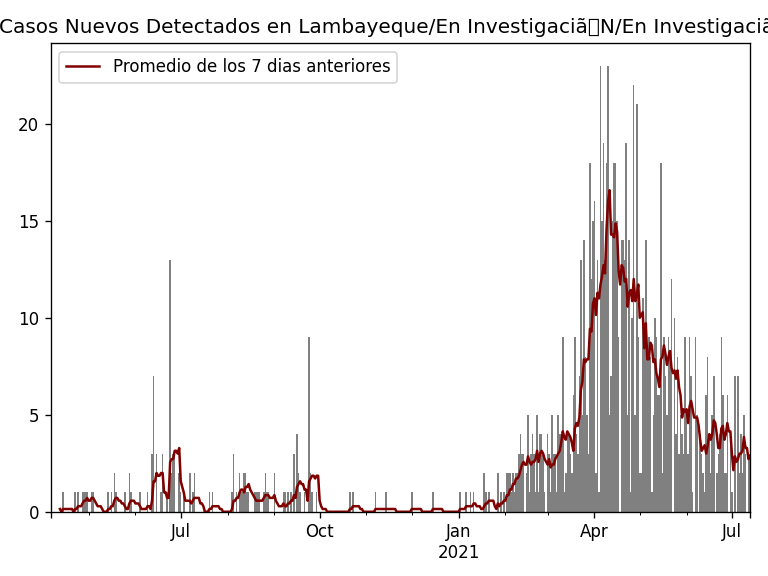 Casos Nuevos Detectados en Lambayeque/En Investigaciã▯N/En Investigaciã
Promedio de los 7 dias anteriores
20
15
10
5
0
Jul
Oct
Jan
2021
Apr
Jul